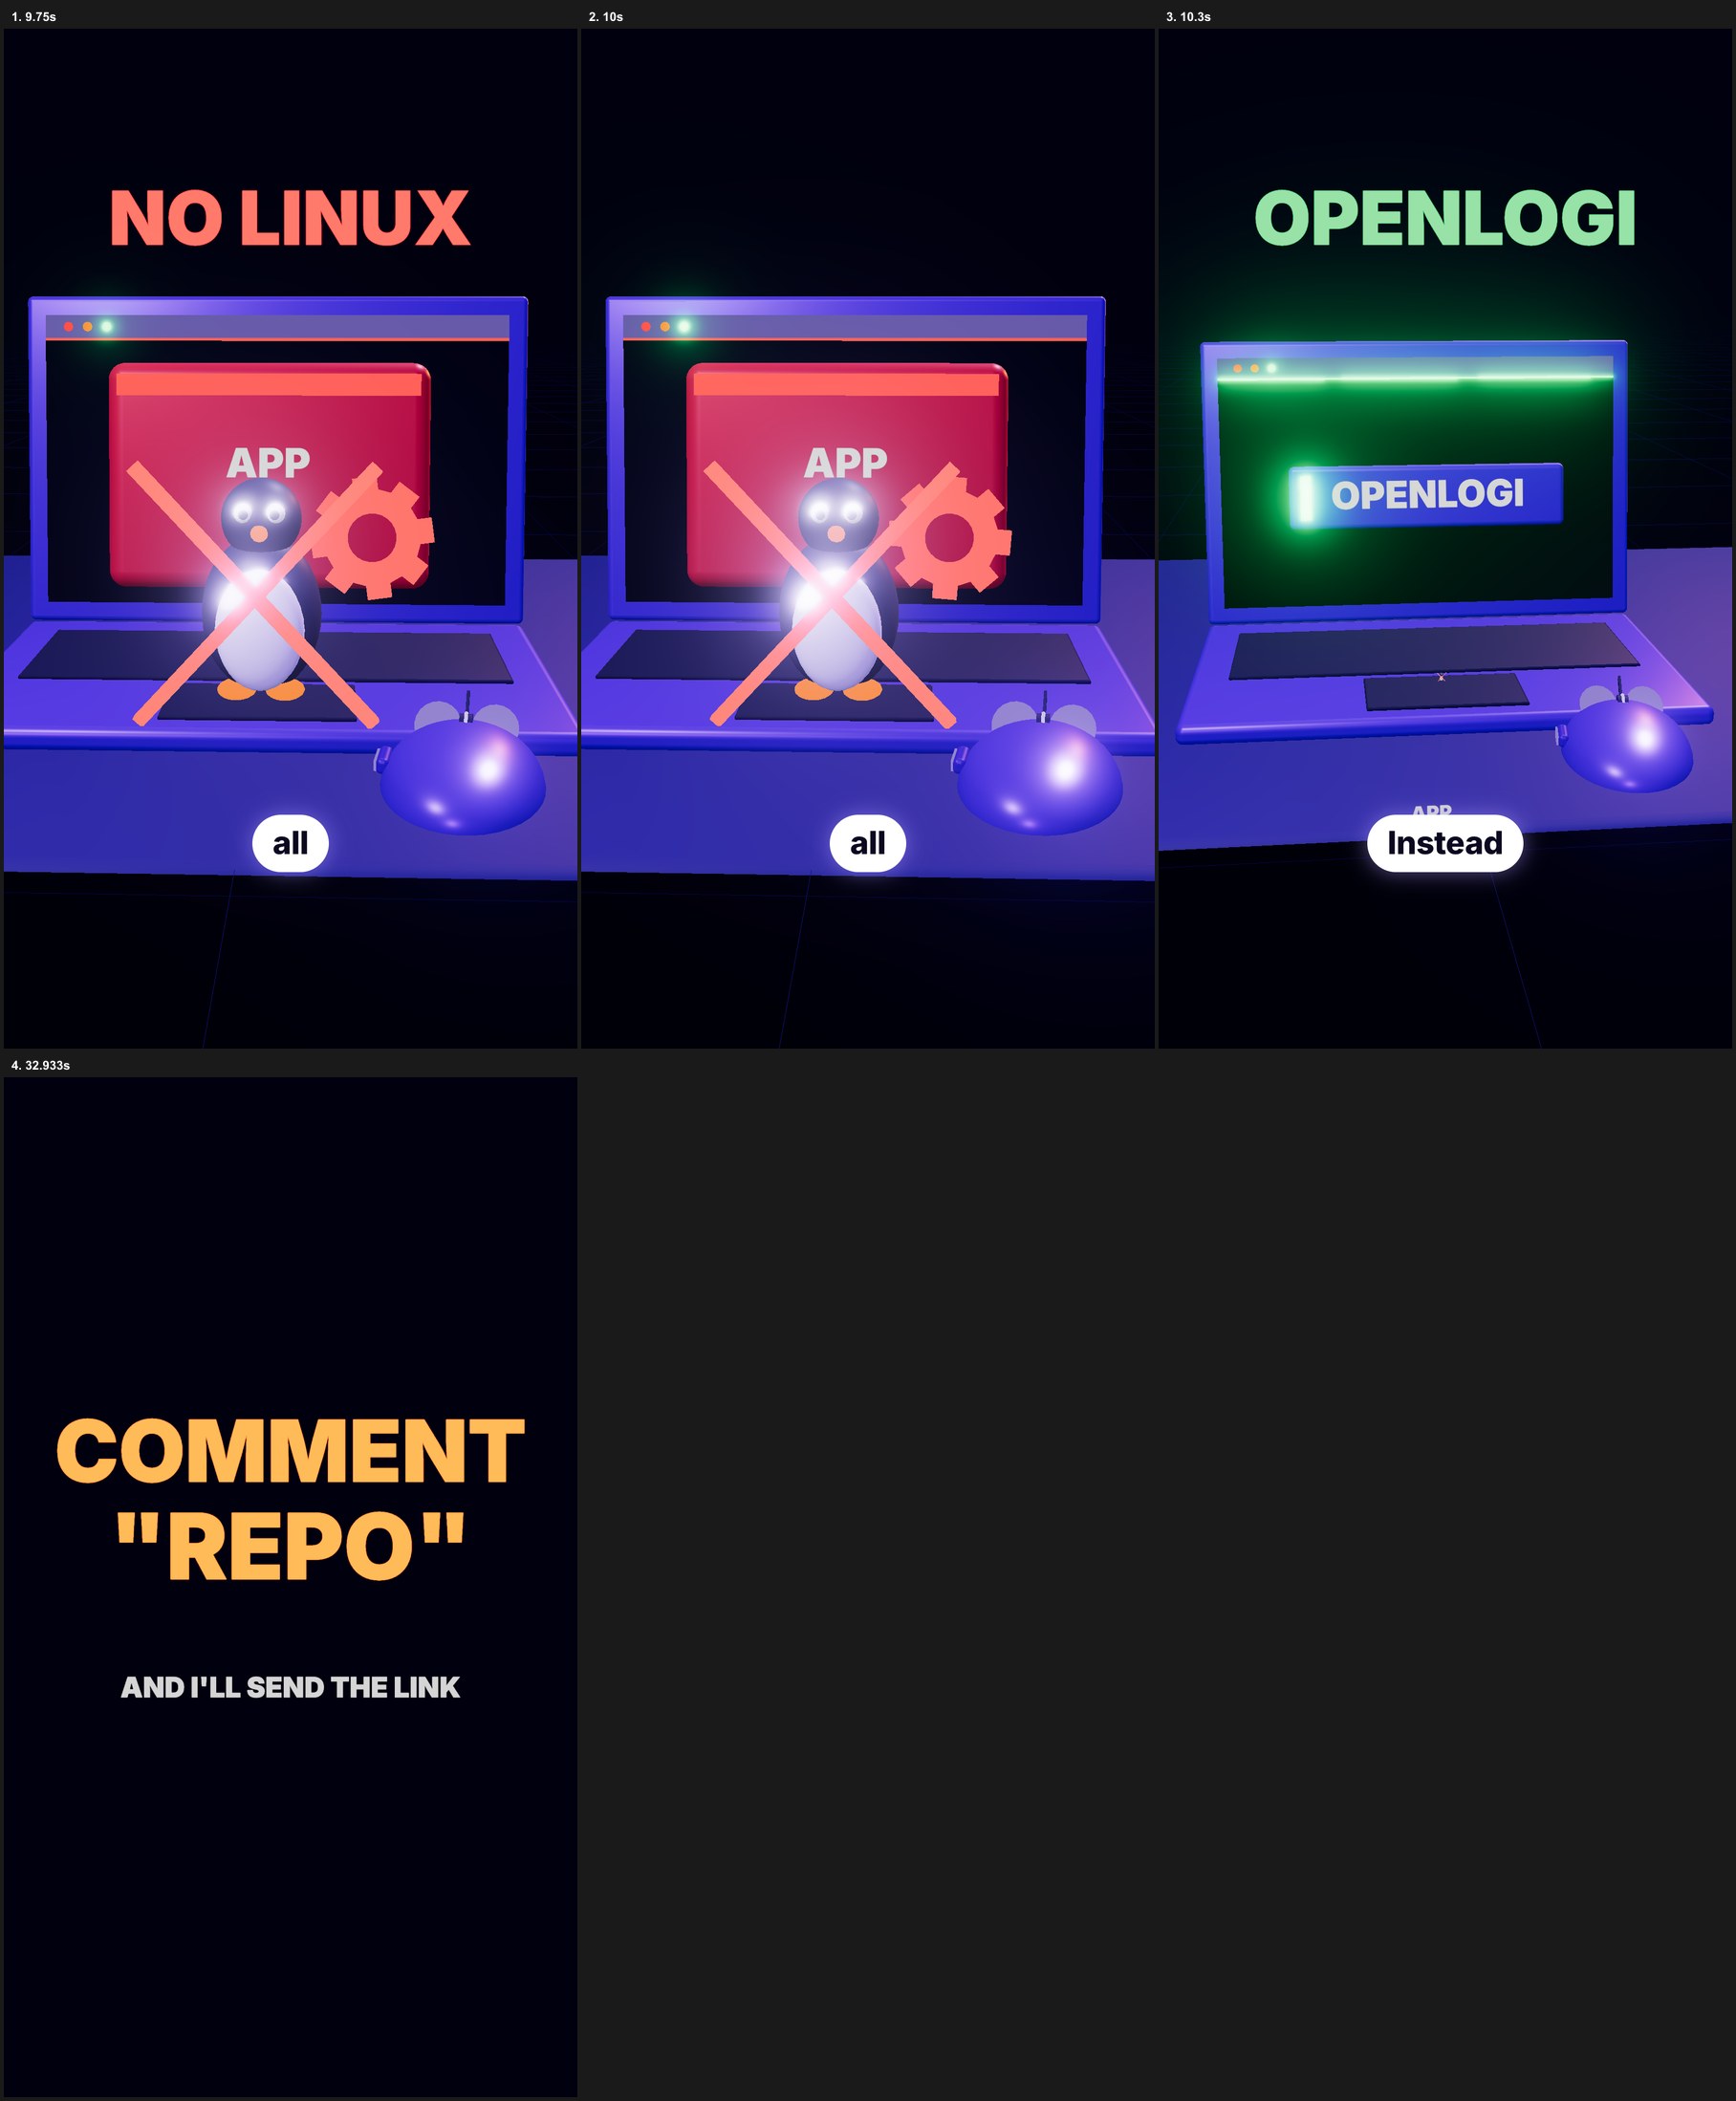 1. 9.75s
NO LINUX
APP
all
2. 10s
APP
all
3. 10.3s
OPENLOGI
OPENLOGI
APP
Instead
4. 32.933s
COMMENT
"REPO"
AND I'LL SEND THE LINK